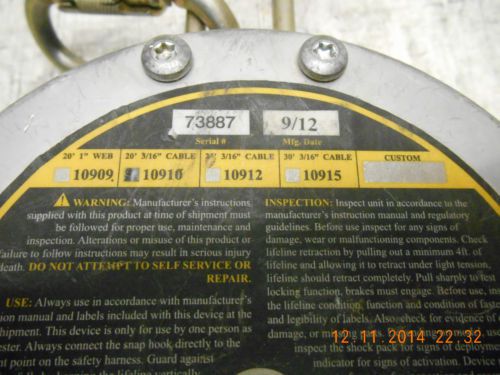 73887 9/12
Serial # Mfg. Date
20' 1" WEB 20' 3/16" CABLE 3/16" CABLE 30' 3/16" CABLE CUSTOM
10909 10910 10912 10915
WARNING: Manufacturer's instructions
supplied with this product at time of shipment must
be followed for proper use, maintenance and
inspection. Alterations or misuse of this product or
failure to follow instructions may result in serious injury
death. DO NOT ATTEMPT TO SELF SERVICE OR
REPAIR.
USE: Always use in accordance with manufacturer's
tion manual and labels included with this device at the
shipment. This device is only for use by one person as
ester. Always connect the snap hook directly to the
nt point on the safety harness. Guard against
INSPECTION: Inspect unit in accordance to the
manufacturer's instruction manual and regulatory
guidelines. Before use inspect for any signs of
damage, wear or malfunctioning components. Check
lifeline retraction by pulling out a minimum 4ft. of
lifeline and allowing it to retract under light tension,
lifeline should retract completely. Pull sharply to test
locking function, brakes must engage. Before use, ins
the lifeline condition, function and condition of faste
and legibility of labels. Also check for evidence of d
damage, or missing parts.
inspect the shock pack for signs of deployme
indicator for signs of activation. Devices
12.11.2014 22:32